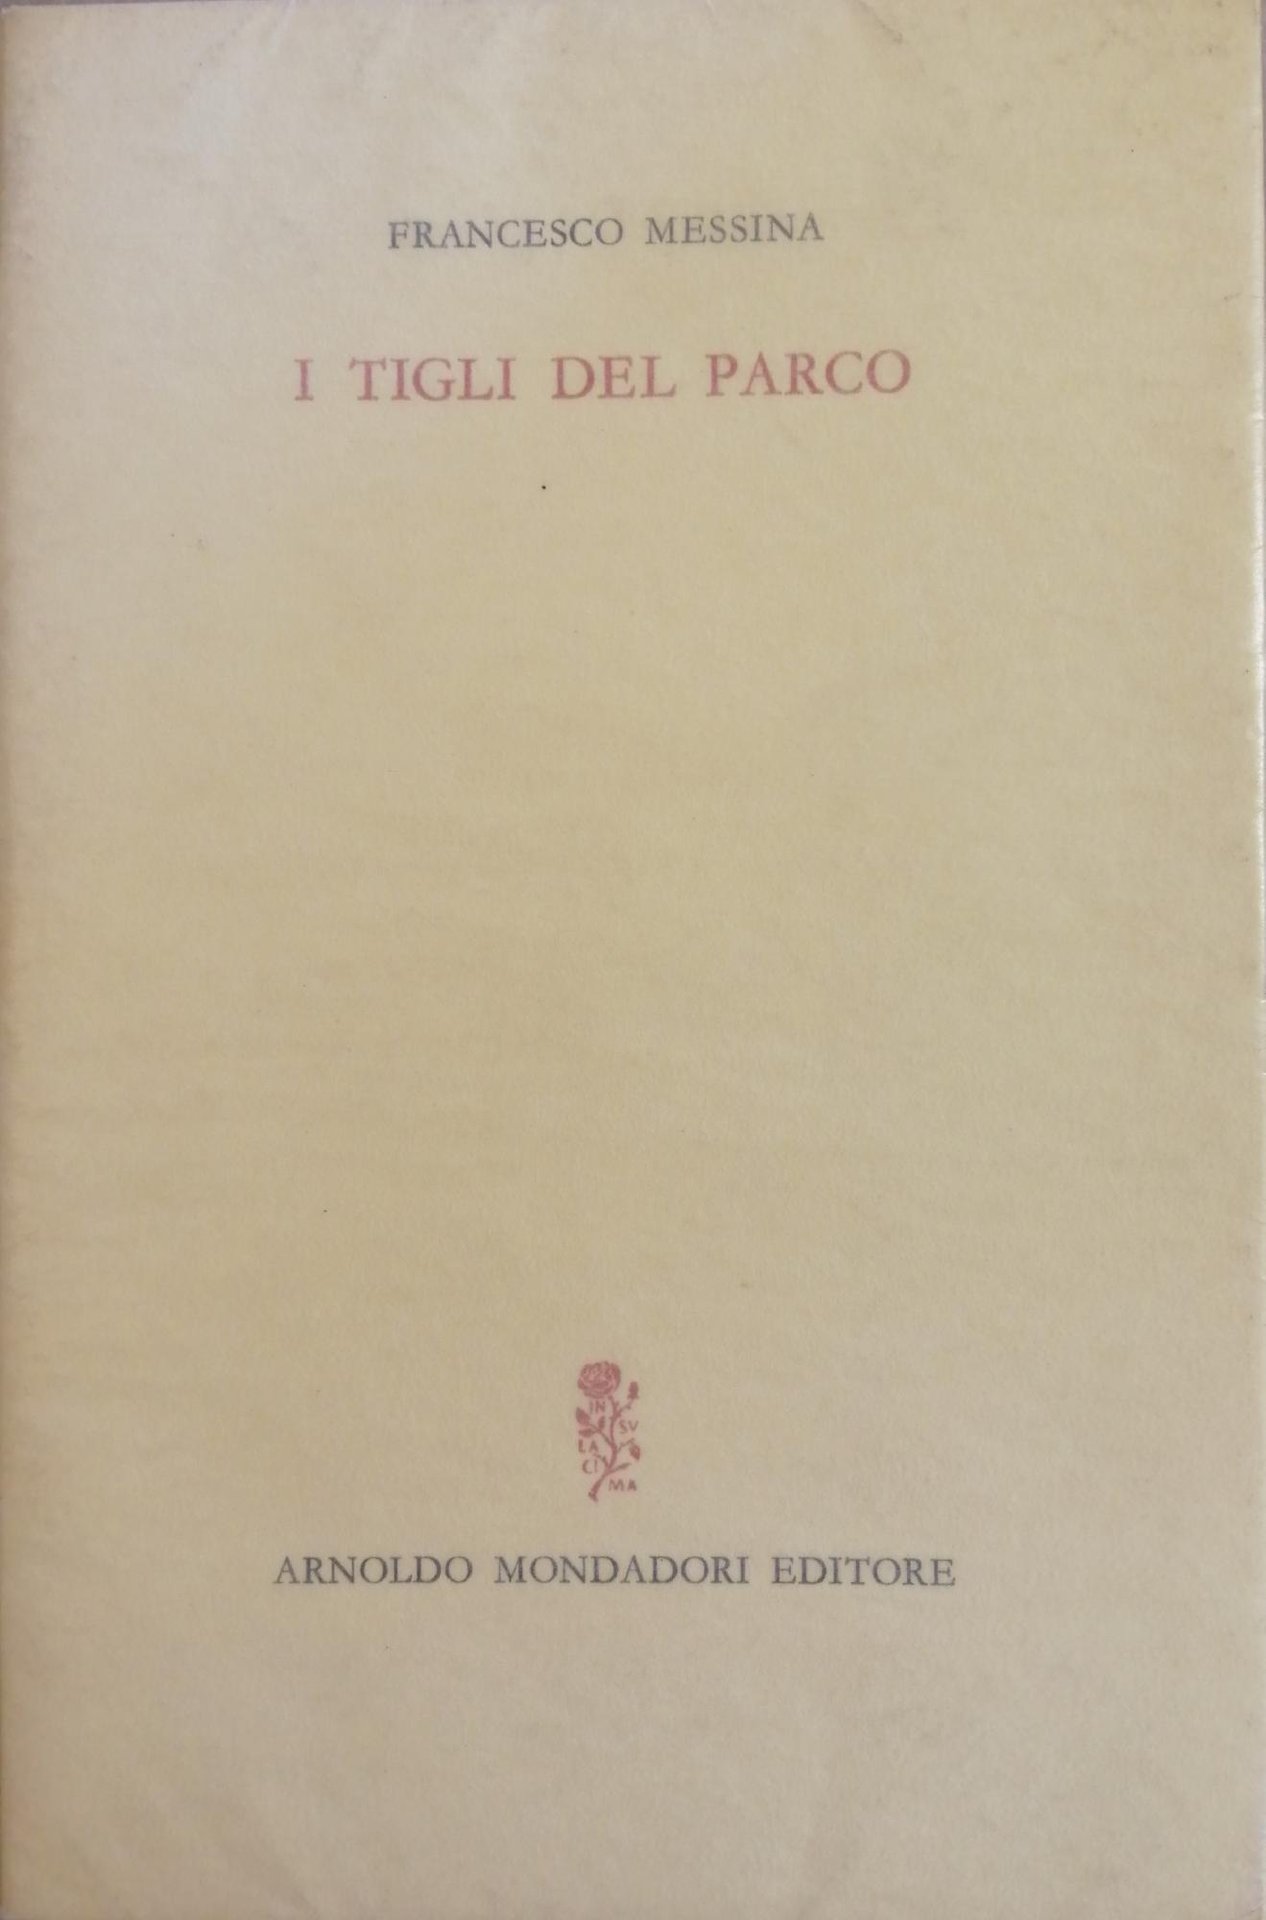 FRANCESCO MESSINA
I TIGLI DEL PARCO
IN
SV
LA
CI
MA
ARNOLDO MONDADORI EDITORE